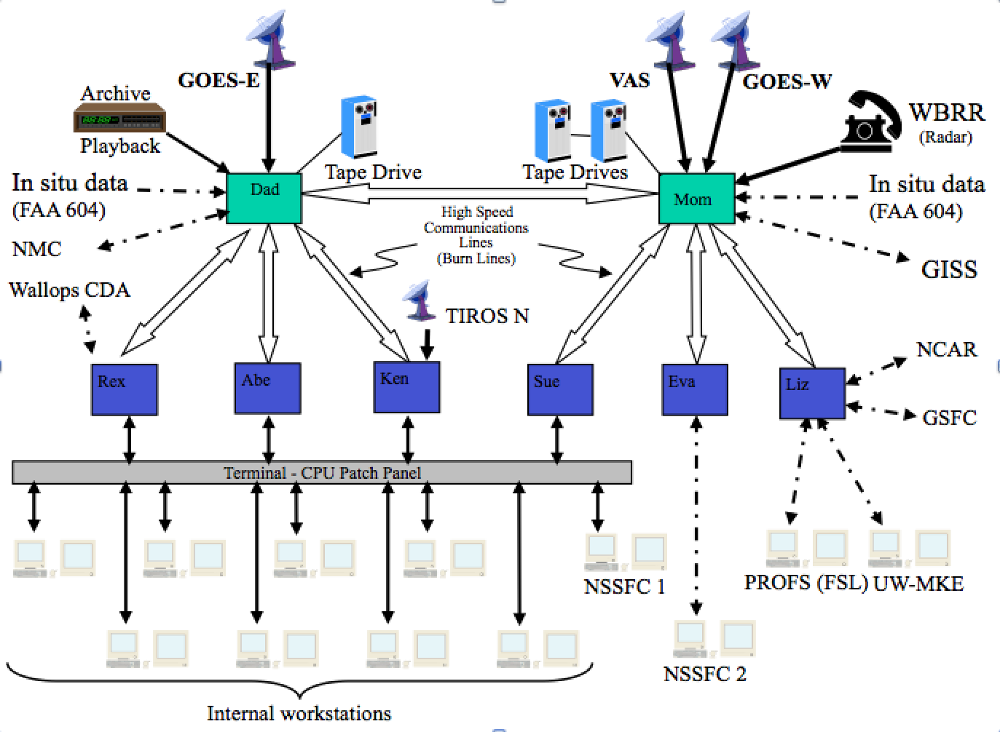 GOES-E
VAS
GOES-W
Archive
Playback
WBRR
(Radar)
Tape Drive
Tape Drives
In situ data
(FAA 604)
Dad
Mom
In situ data
(FAA 604)
High Speed
Communications
Lines
(Burn Lines)
NMC
GISS
Wallops CDA
TIROS N
NCAR
Rex
Abe
Ken
Sue
Eva
Liz
GSFC
Terminal - CPU Patch Panel
NSSFC 1
PROFS (FSL)
UW-MKE
NSSFC 2
Internal workstations